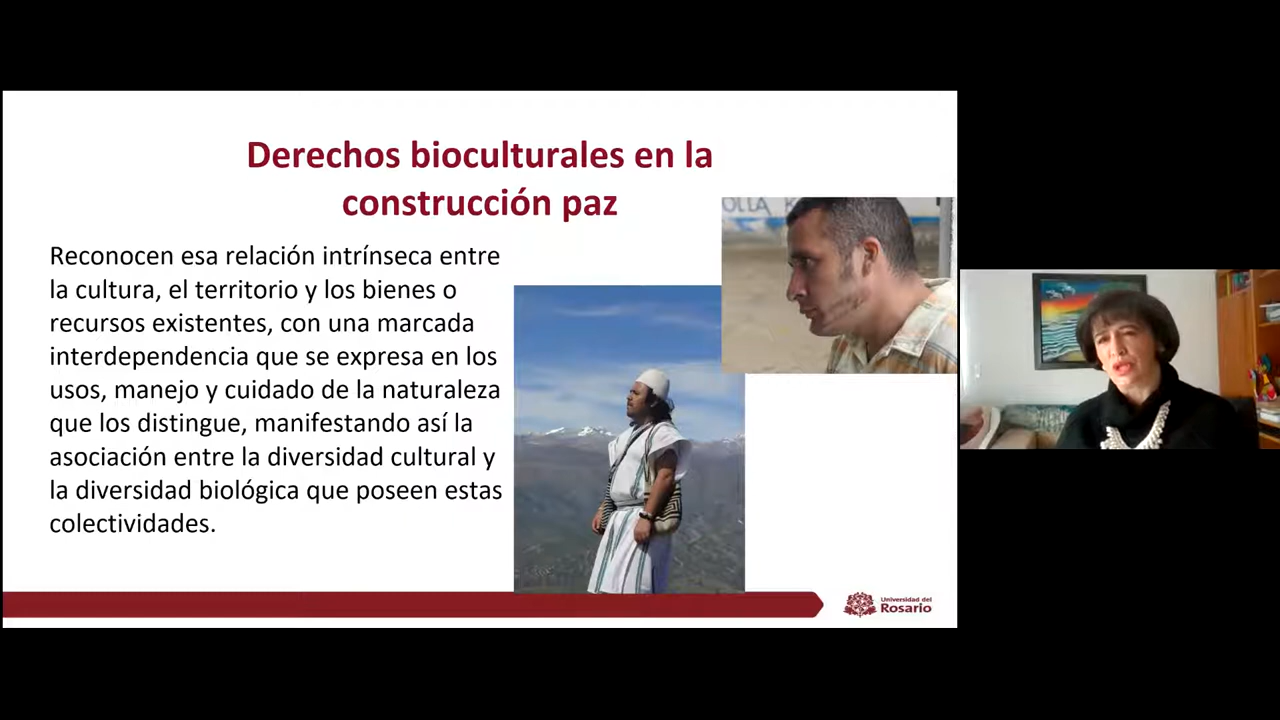 Derechos bioculturales en la
construcción paz
Reconocen esa relación intrínseca entre
la cultura, el territorio y los bienes o
recursos existentes, con una marcada
interdependencia que se expresa en los
usos, manejo y cuidado de la naturaleza
que los distingue, manifestando así la
asociación entre la diversidad cultural y
la diversidad biológica que poseen estas
colectividades.
Universidad del
Rosario